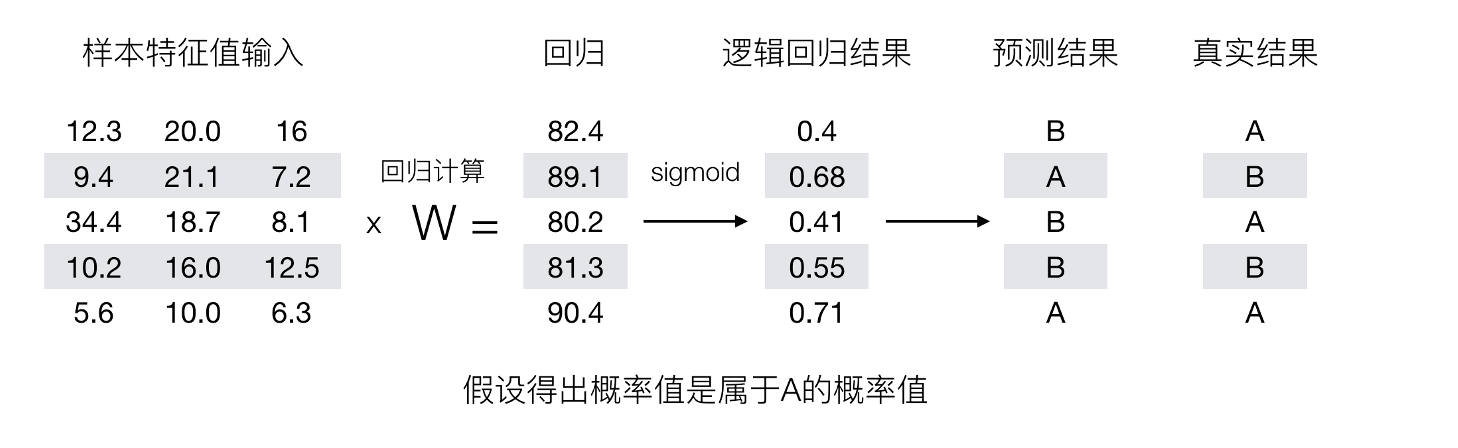 样本特征值输入 回归 逻辑回归结果 预测结果 真实结果
12.3 20.0 16 82.4 0.4 B A
9.4 21.1 7.2 回归计算 89.1 sigmoid 0.68 A B
34.4 18.7 8.1 x W = 80.2 0.41 B A
10.2 16.0 12.5 81.3 0.55 B B
5.6 10.0 6.3 90.4 0.71 A A
假设得出概率值是属于A的概率值